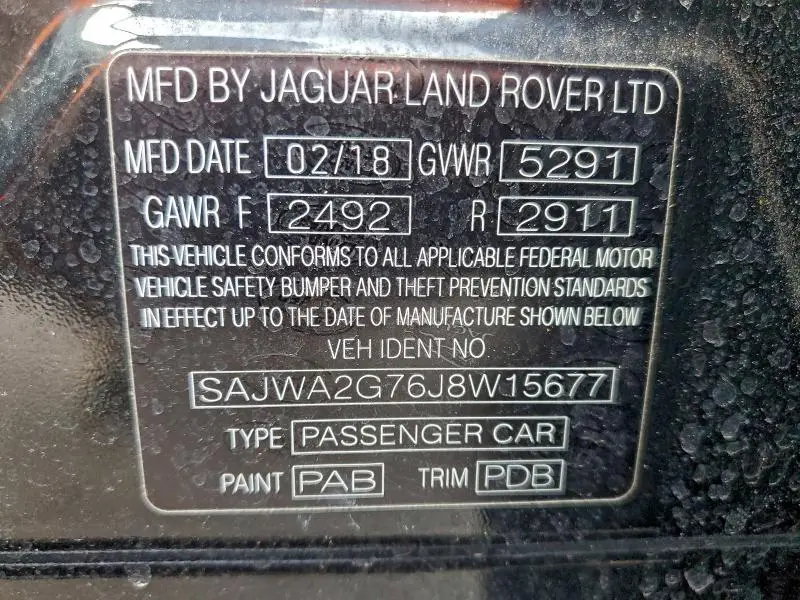 MFD BY JAGUAR LAND ROVER LTD
MFD DATE 02/18 GVWR 5291
GAWR F 2492 R 2911
THIS VEHICLE CONFORMS TO ALL APPLICABLE FEDERAL MOTOR
VEHICLE SAFETY BUMPER AND THEFT PREVENTION STANDARDS
IN EFFECT UP TO THE DATE OF MANUFACTURE SHOWN BELOW
VEH IDENT NO
SAJWA2G76J8W15677
TYPE PASSENGER CAR
PAINT PAB TRIM PDB